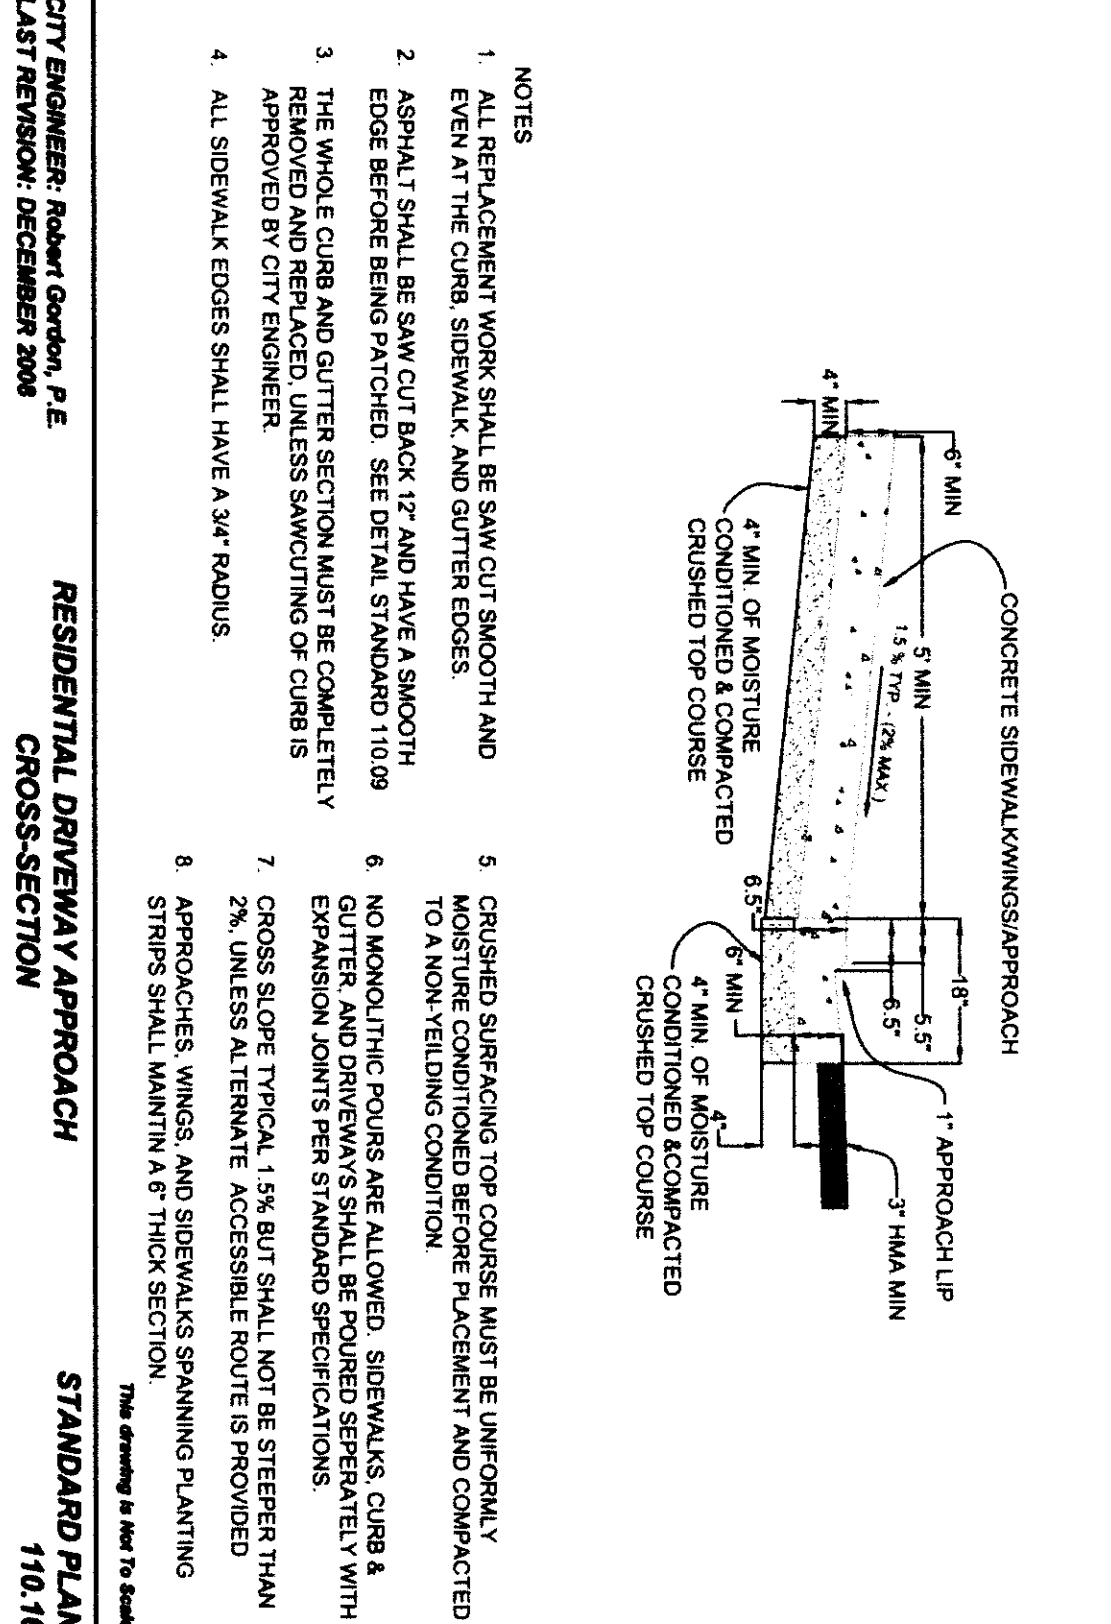 CONCRETE SIDEWALK/WINGS/APPROACH
6" MIN
5' MIN
18"
5.5"
6.5"
1" APPROACH LIP
3" HMA MIN
1.5 % TYP - (2% MAX)
4" MIN
6.5"
6" MIN
4"
4" MIN. OF MOISTURE
CONDITIONED & COMPACTED
CRUSHED TOP COURSE
4" MIN. OF MOISTURE
CONDITIONED &COMPACTED
CRUSHED TOP COURSE
NOTES
1. ALL REPLACEMENT WORK SHALL BE SAW CUT SMOOTH AND
EVEN AT THE CURB, SIDEWALK, AND GUTTER EDGES.
2. ASPHALT SHALL BE SAW CUT BACK 12" AND HAVE A SMOOTH
EDGE BEFORE BEING PATCHED. SEE DETAIL STANDARD 110.09
3. THE WHOLE CURB AND GUTTER SECTION MUST BE COMPLETELY
REMOVED AND REPLACED, UNLESS SAWCUTING OF CURB IS
APPROVED BY CITY ENGINEER.
4. ALL SIDEWALK EDGES SHALL HAVE A 3/4" RADIUS.
5. CRUSHED SURFACING TOP COURSE MUST BE UNIFORMLY
MOISTURE CONDITIONED BEFORE PLACEMENT AND COMPACTED
TO A NON-YEILDING CONDITION.
6. NO MONOLITHIC POURS ARE ALLOWED. SIDEWALKS, CURB &
GUTTER, AND DRIVEWAYS SHALL BE POURED SEPERATELY WITH
EXPANSION JOINTS PER STANDARD SPECIFICATIONS.
7. CROSS SLOPE TYPICAL 1.5% BUT SHALL NOT BE STEEPER THAN
2%, UNLESS ALTERNATE ACCESSIBLE ROUTE IS PROVIDED
8. APPROACHES, WINGS, AND SIDEWALKS SPANNING PLANTING
STRIPS SHALL MAINTIN A 6" THICK SECTION.
This drawing is Not To Scale
CITY ENGINEER: Robert Gordon, P.E.
LAST REVISION: DECEMBER 2008
RESIDENTIAL DRIVEWAY APPROACH
CROSS-SECTION
STANDARD PLAN